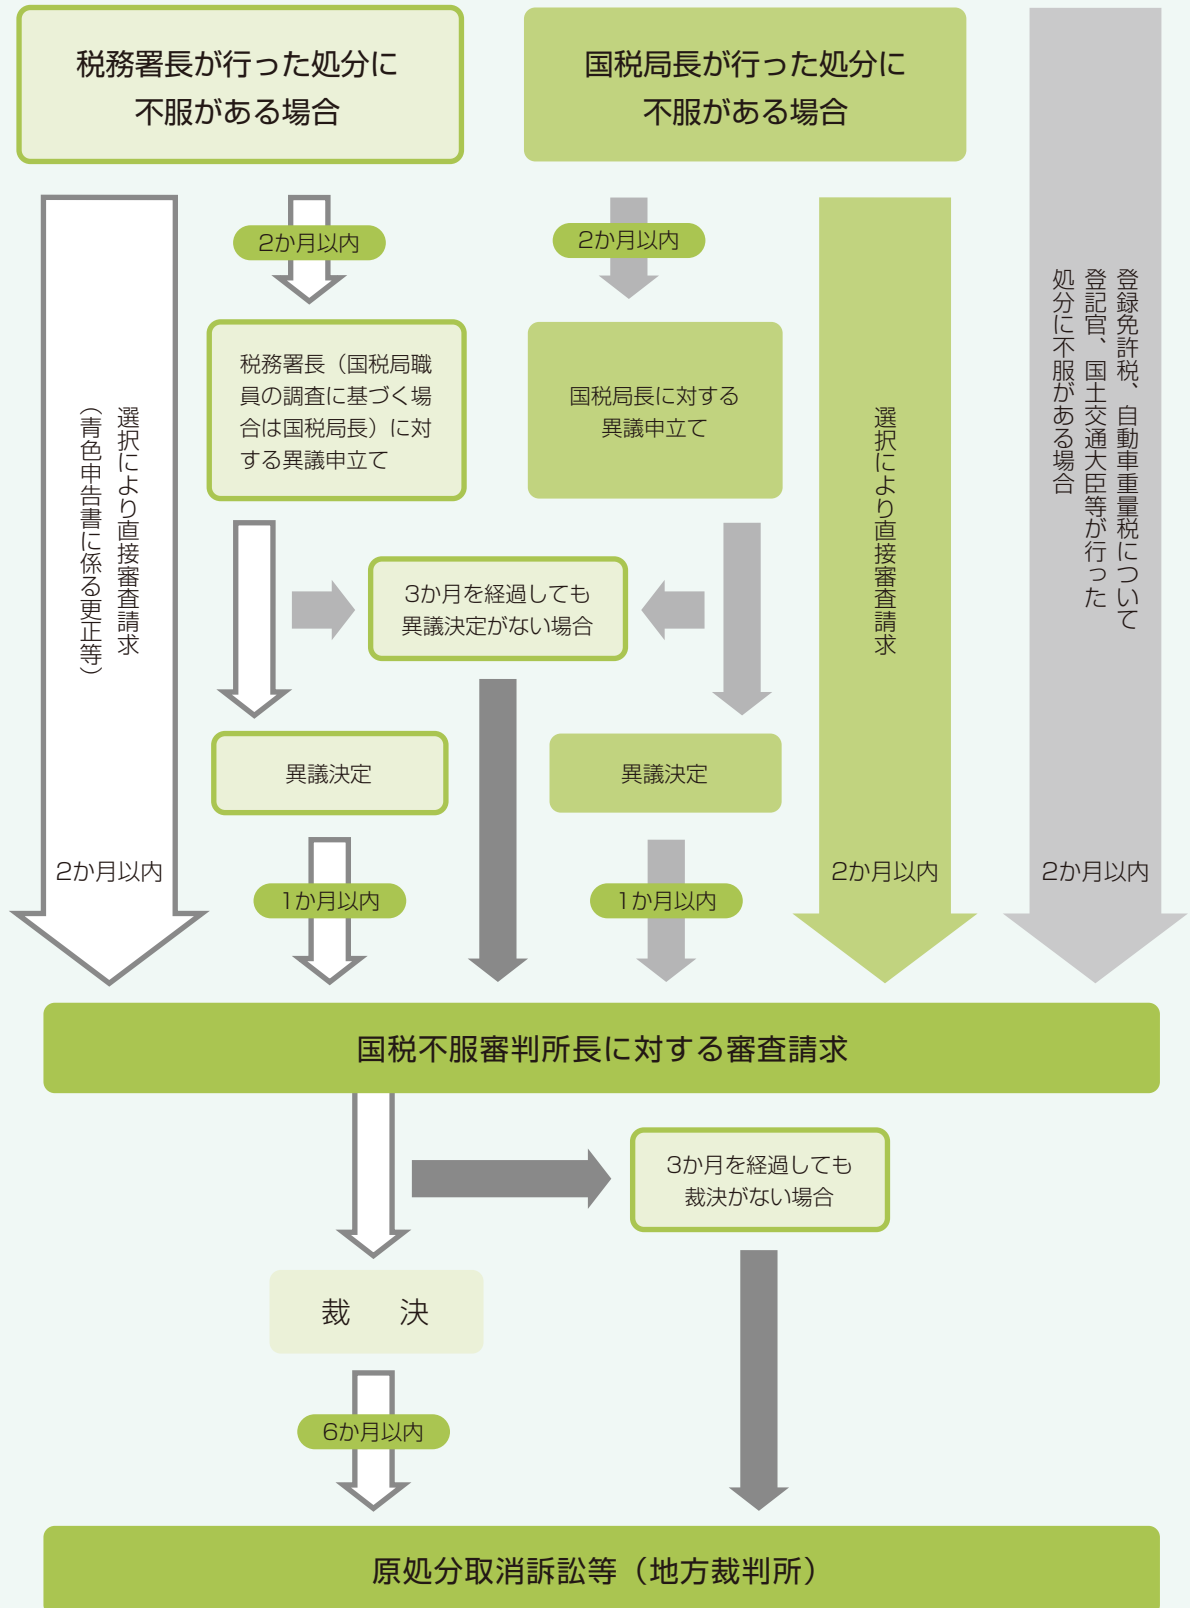 税務署長が行った処分に
不服がある場合
国税局長が行った処分に
不服がある場合
登録免許税、自動車重量税について
登記官、国土交通大臣等が行った
処分に不服がある場合
2か月以内
選択により直接審査請求
（青色申告書に係る更正等）
2か月以内
2か月以内
税務署長（国税局職
員の調査に基づく場
合は国税局長）に対
する異議申立て
2か月以内
国税局長に対する
異議申立て
選択により直接審査請求
2か月以内
3か月を経過しても
異議決定がない場合
異議決定
異議決定
1か月以内
1か月以内
国税不服審判所長に対する審査請求
3か月を経過しても
裁決がない場合
裁　決
6か月以内
原処分取消訴訟等（地方裁判所）